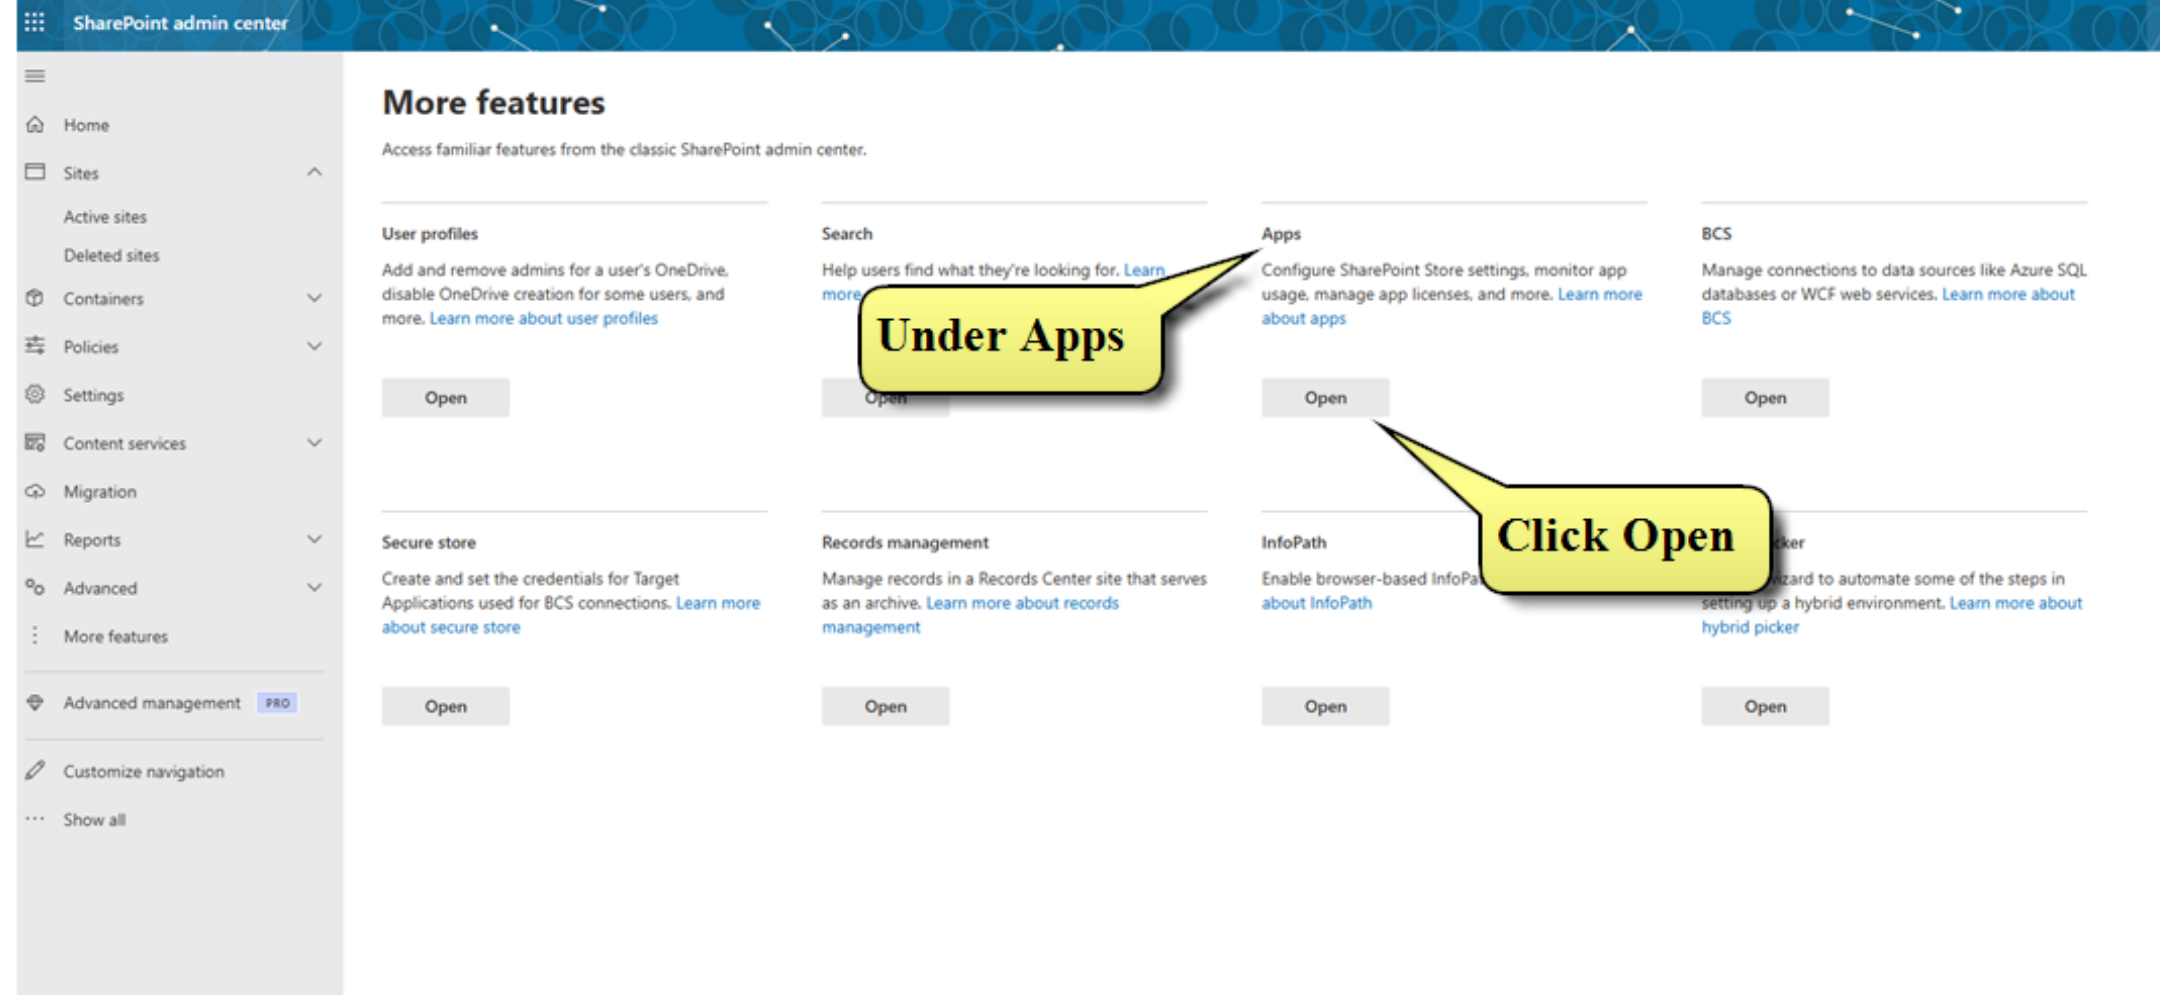 SharePoint admin center
Home
Sites
Active sites
Deleted sites
Containers
Policies
Settings
Content services
Migration
Reports
Advanced
More features
Advanced management PRO
Customize navigation
Show all
More features
Access familiar features from the classic SharePoint admin center.
User profiles
Add and remove admins for a user's OneDrive,
disable OneDrive creation for some users, and
more. Learn more about user profiles
Open
Search
Help users find what they're looking for. Learn
more
Open
Apps
Configure SharePoint Store settings, monitor app
usage, manage app licenses, and more. Learn more
about apps
Open
BCS
Manage connections to data sources like Azure SQL
databases or WCF web services. Learn more about
BCS
Open
Under Apps
Click Open
Secure store
Create and set the credentials for Target
Applications used for BCS connections. Learn more
about secure store
Open
Records management
Manage records in a Records Center site that serves
as an archive. Learn more about records
management
Open
InfoPath
Enable browser-based
about InfoPath
Open
to automate some of the steps in
setting up a hybrid environment. Learn more about
hybrid picker
Open